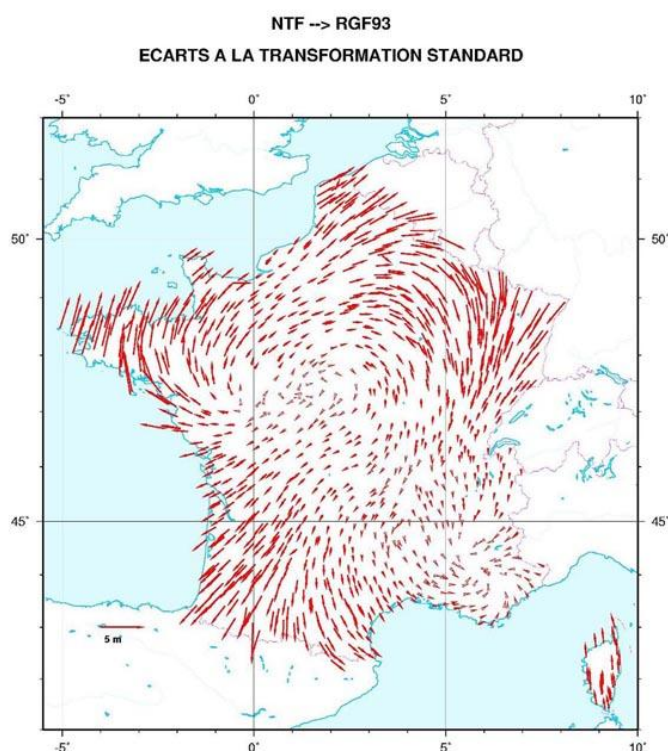 NTF --> RGF93
ECARTS A LA TRANSFORMATION STANDARD
-5° 0° 5° 10°
50° 50°
45° 45°
5 m
-5° 0° 5° 10°